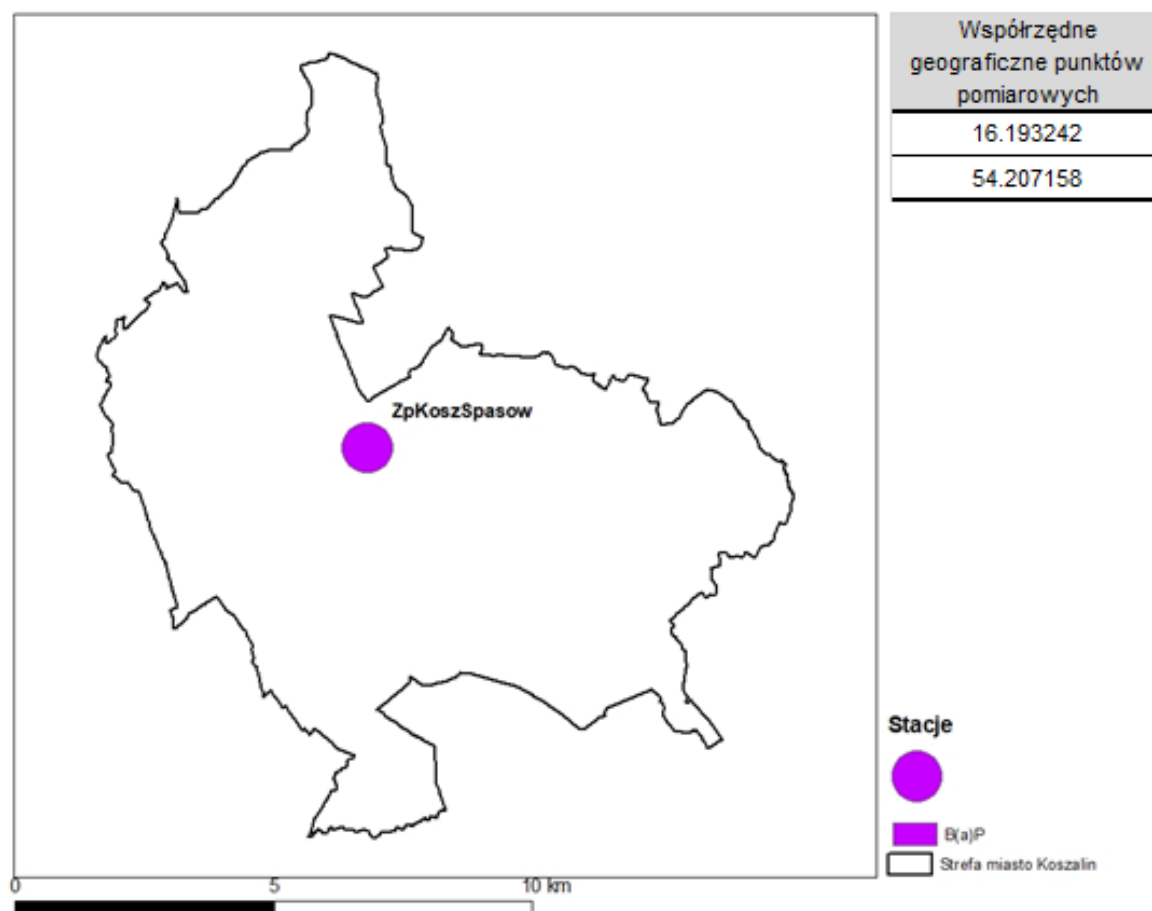 Współrzędne
geograficzne punktów
pomiarowych
16.193242
54.207158
ZpKoszSpasow
Stacje
B(a)P
Strefa miasto Koszalin
0 5 10 km